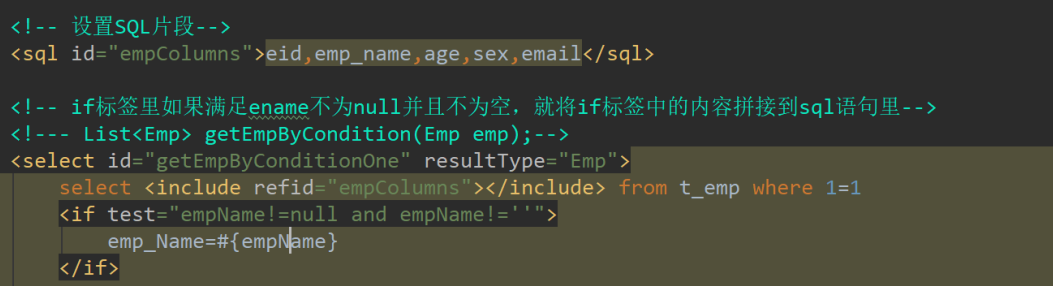 <!-- 设置SQL片段-->
<sql id="empColumns">eid,emp_name,age,sex,email</sql>
<!-- if标签里如果满足ename不为null并且不为空，就将if标签中的内容拼接到sql语句里-->
<!--- List<Emp> getEmpByCondition(Emp emp);-->
<select id="getEmpByConditionOne" resultType="Emp">
select <include refid="empColumns"></include> from t_emp where 1=1
<if test="empName!=null and empName!=''">
emp_Name=#{empName}
</if>